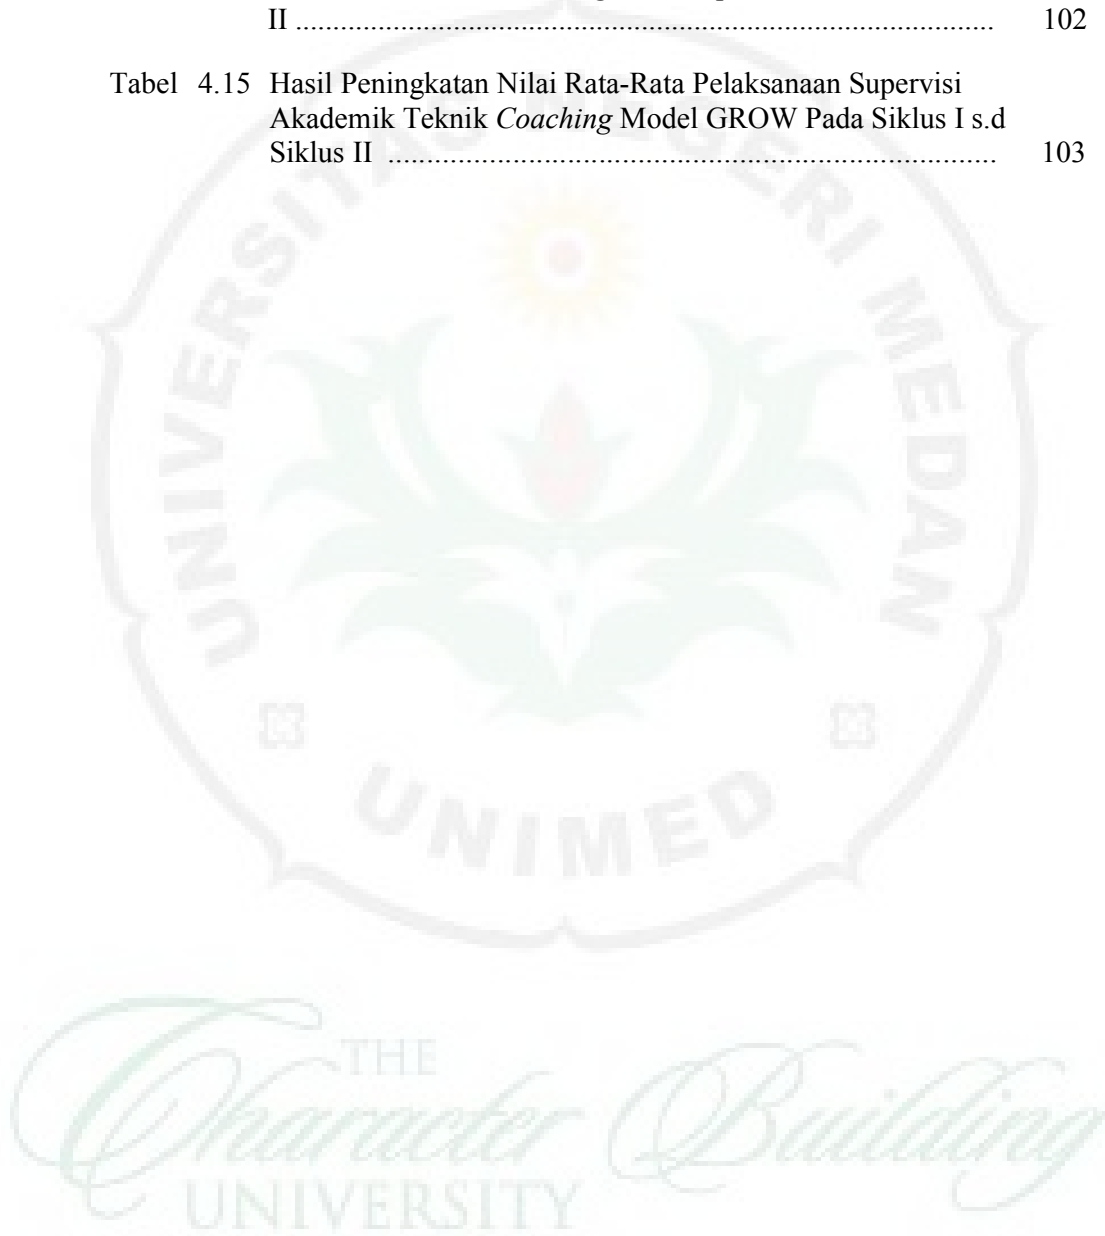 II ........................................................................................... 102
Tabel 4.15 Hasil Peningkatan Nilai Rata-Rata Pelaksanaan Supervisi
Akademik Teknik Coaching Model GROW Pada Siklus I s.d
Siklus II ............................................................................... 103
UNIVERSITAS NEGERI MEDAN
UNIMED
THE
Character Building
UNIVERSITY